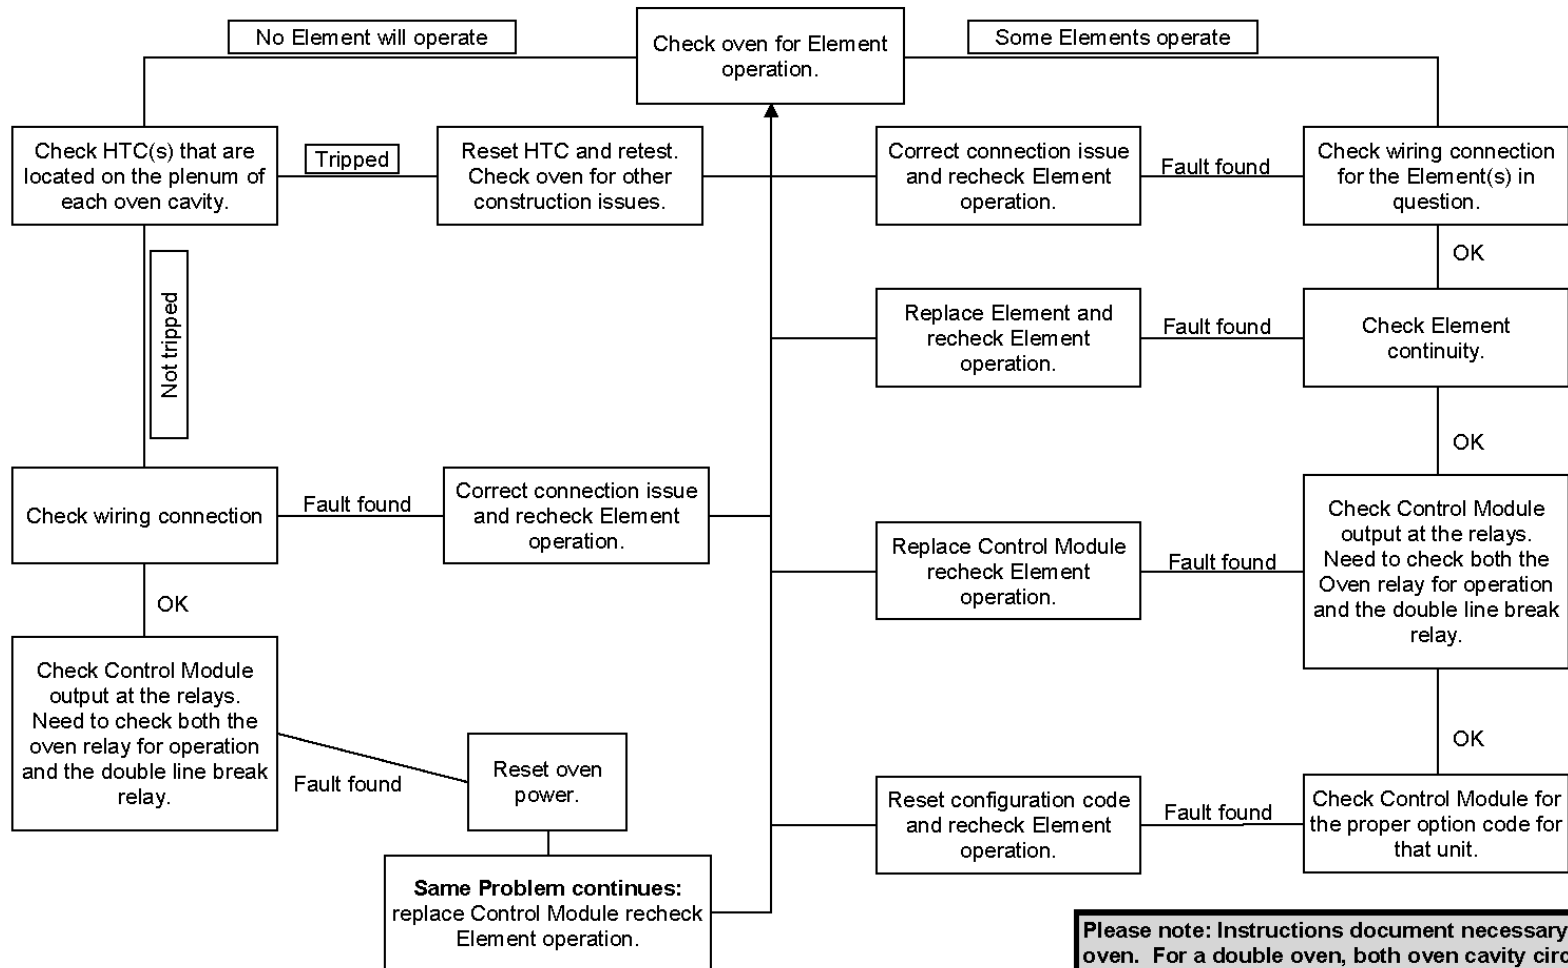 No Element will operate
Check oven for Element
operation.
Some Elements operate
Check HTC(s) that are
located on the plenum of
each oven cavity.
Tripped
Reset HTC and retest.
Check oven for other
construction issues.
Correct connection issue
and recheck Element
operation.
Fault found
Check wiring connection
for the Element(s) in
question.
OK
Not tripped
Replace Element and
recheck Element
operation.
Fault found
Check Element
continuity.
OK
Check wiring connection
Fault found
Correct connection issue
and recheck Element
operation.
Replace Control Module
recheck Element
operation.
Fault found
Check Control Module
output at the relays.
Need to check both the
Oven relay for operation
and the double line break
relay.
OK
Check Control Module
output at the relays.
Need to check both the
oven relay for operation
and the double line break
relay.
Fault found
Reset oven
power.
OK
Reset configuration code
and recheck Element
operation.
Fault found
Check Control Module for
the proper option code for
that unit.
Same Problem continues:
replace Control Module recheck
Element operation.
Please note: Instructions document necessary
oven. For a double oven, both oven cavity circ